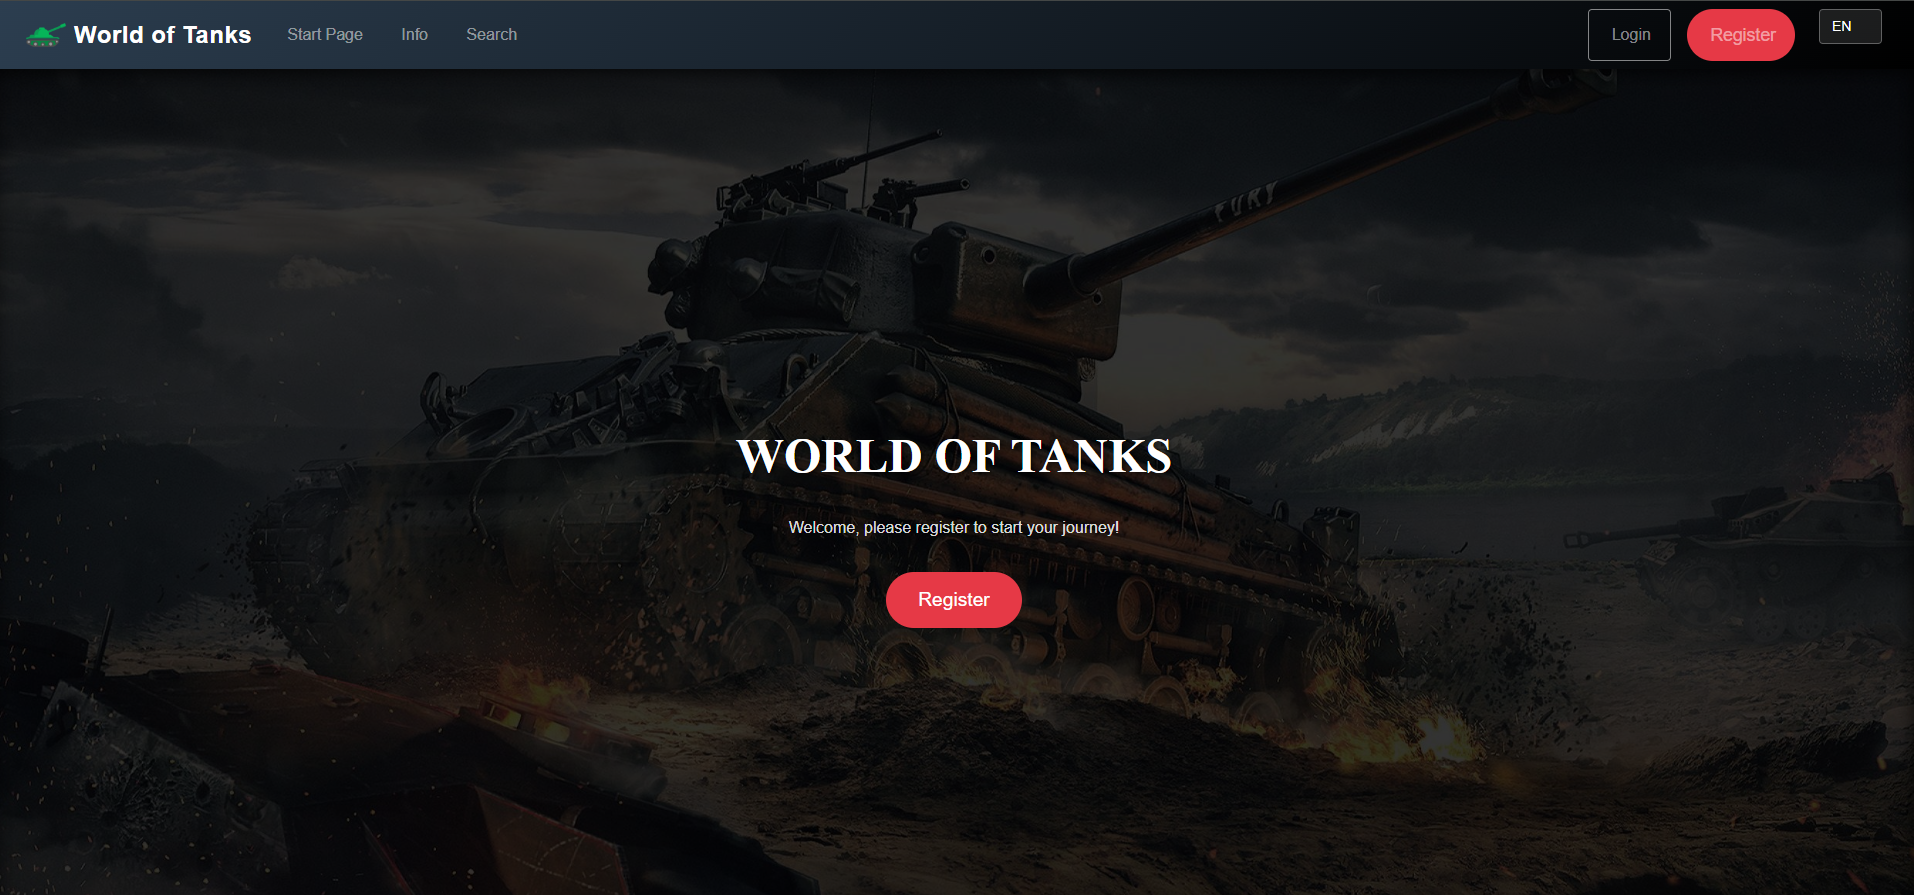 World of Tanks
Start Page
Info
Search
Login
Register
EN
FURY
WORLD OF TANKS
Welcome, please register to start your journey!
Register